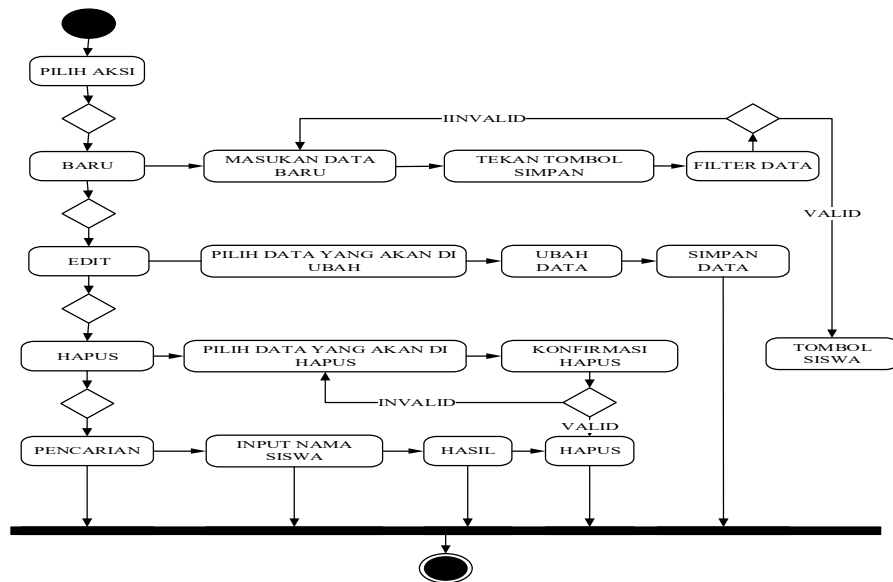 PILIH AKSI
IINVALID
BARU
MASUKAN DATA
BARU
TEKAN TOMBOL
SIMPAN
FILTER DATA
VALID
EDIT
PILIH DATA YANG AKAN DI
UBAH
UBAH
DATA
SIMPAN
DATA
HAPUS
PILIH DATA YANG AKAN DI
HAPUS
KONFIRMASI
HAPUS
TOMBOL
SISWA
INVALID
VALID
PENCARIAN
INPUT NAMA
SISWA
HASIL
HAPUS